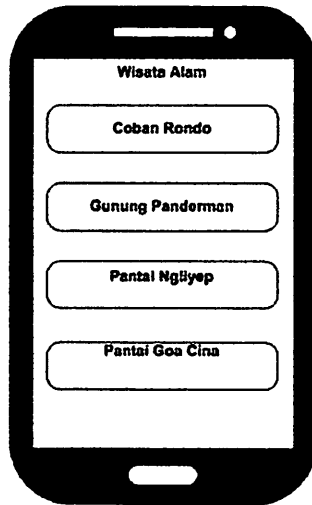 Wisata Alam
Coban Rondo
Gunung Panderman
Pantai Ngliyep
Pantai Goa Cina